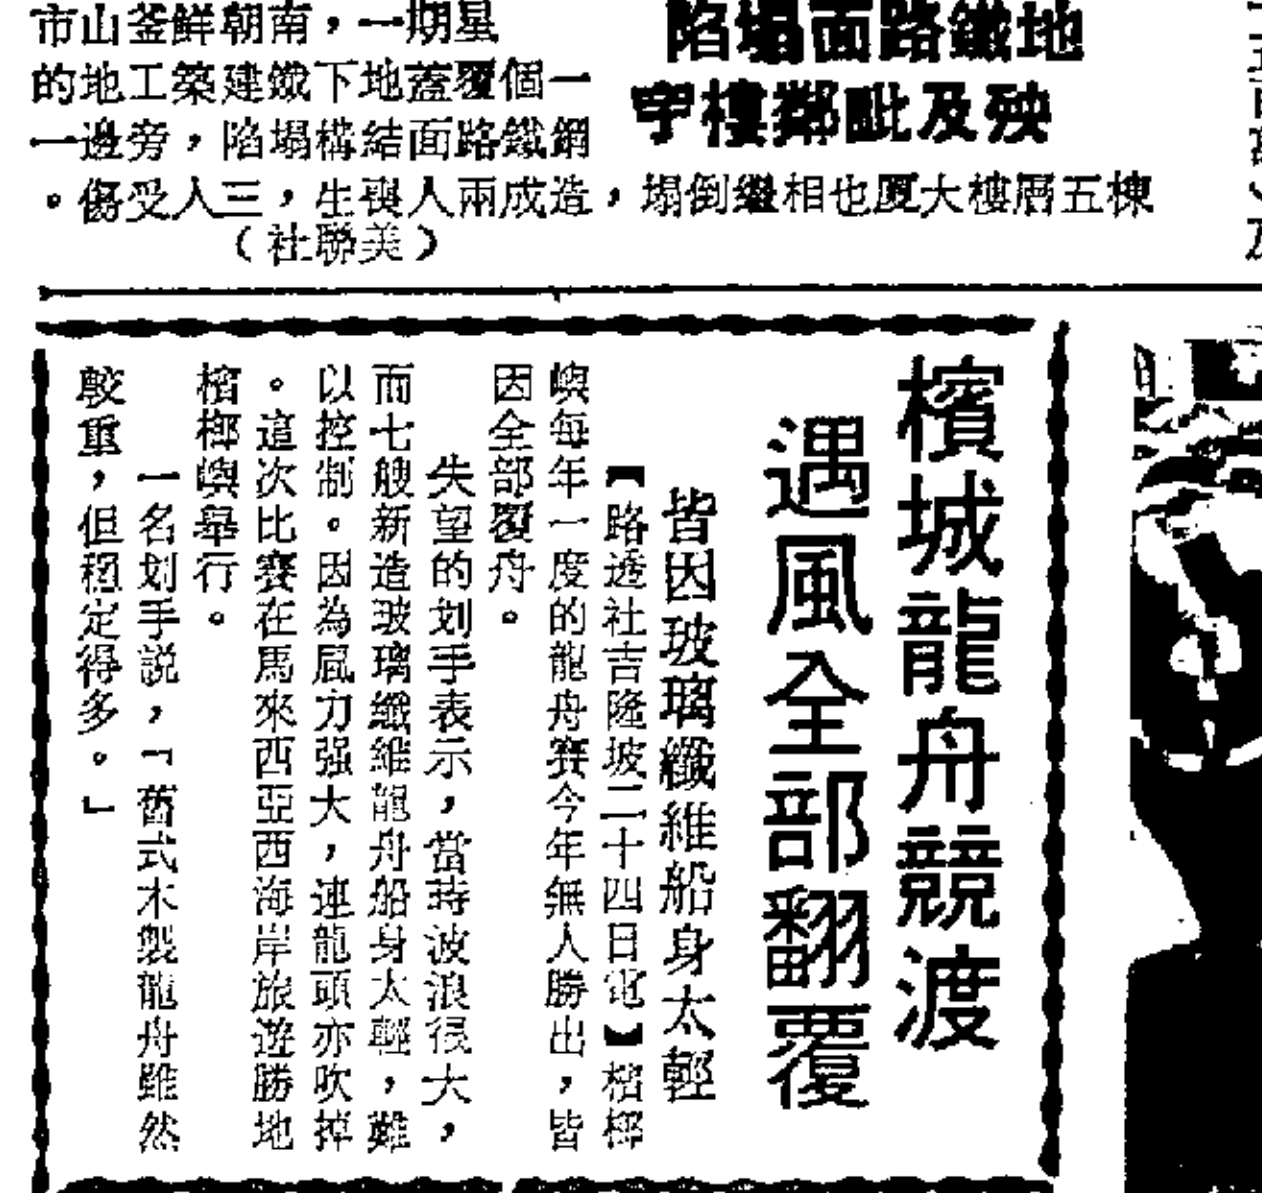 地鐵路面塌陷
殃及毗鄰樓宇
星期一，南朝鮮釜山市
一個覆蓋地下鐵建築工地的
鋼鐵路面結構塌陷，旁邊一
棟五層樓大厦也相繼倒塌，造成兩人喪生，三人受傷。
（美聯社）
檳城龍舟競渡
遇風全部翻覆
皆因玻璃纖維船身太輕
【路透社吉隆坡二十四日電】檳榔
嶼每年一度的龍舟賽今年無人勝出，皆
因全部覆舟。
失望的划手表示，當時波浪很大，
而七艘新造玻璃纖維龍舟船身太輕，難
以控制。因為風力强大，連龍頭亦吹掉
。這次比賽在馬來西亞西海岸旅遊勝地
檳榔嶼舉行。
一名划手説，「舊式木製龍舟雖然
較重，但穩定得多。」